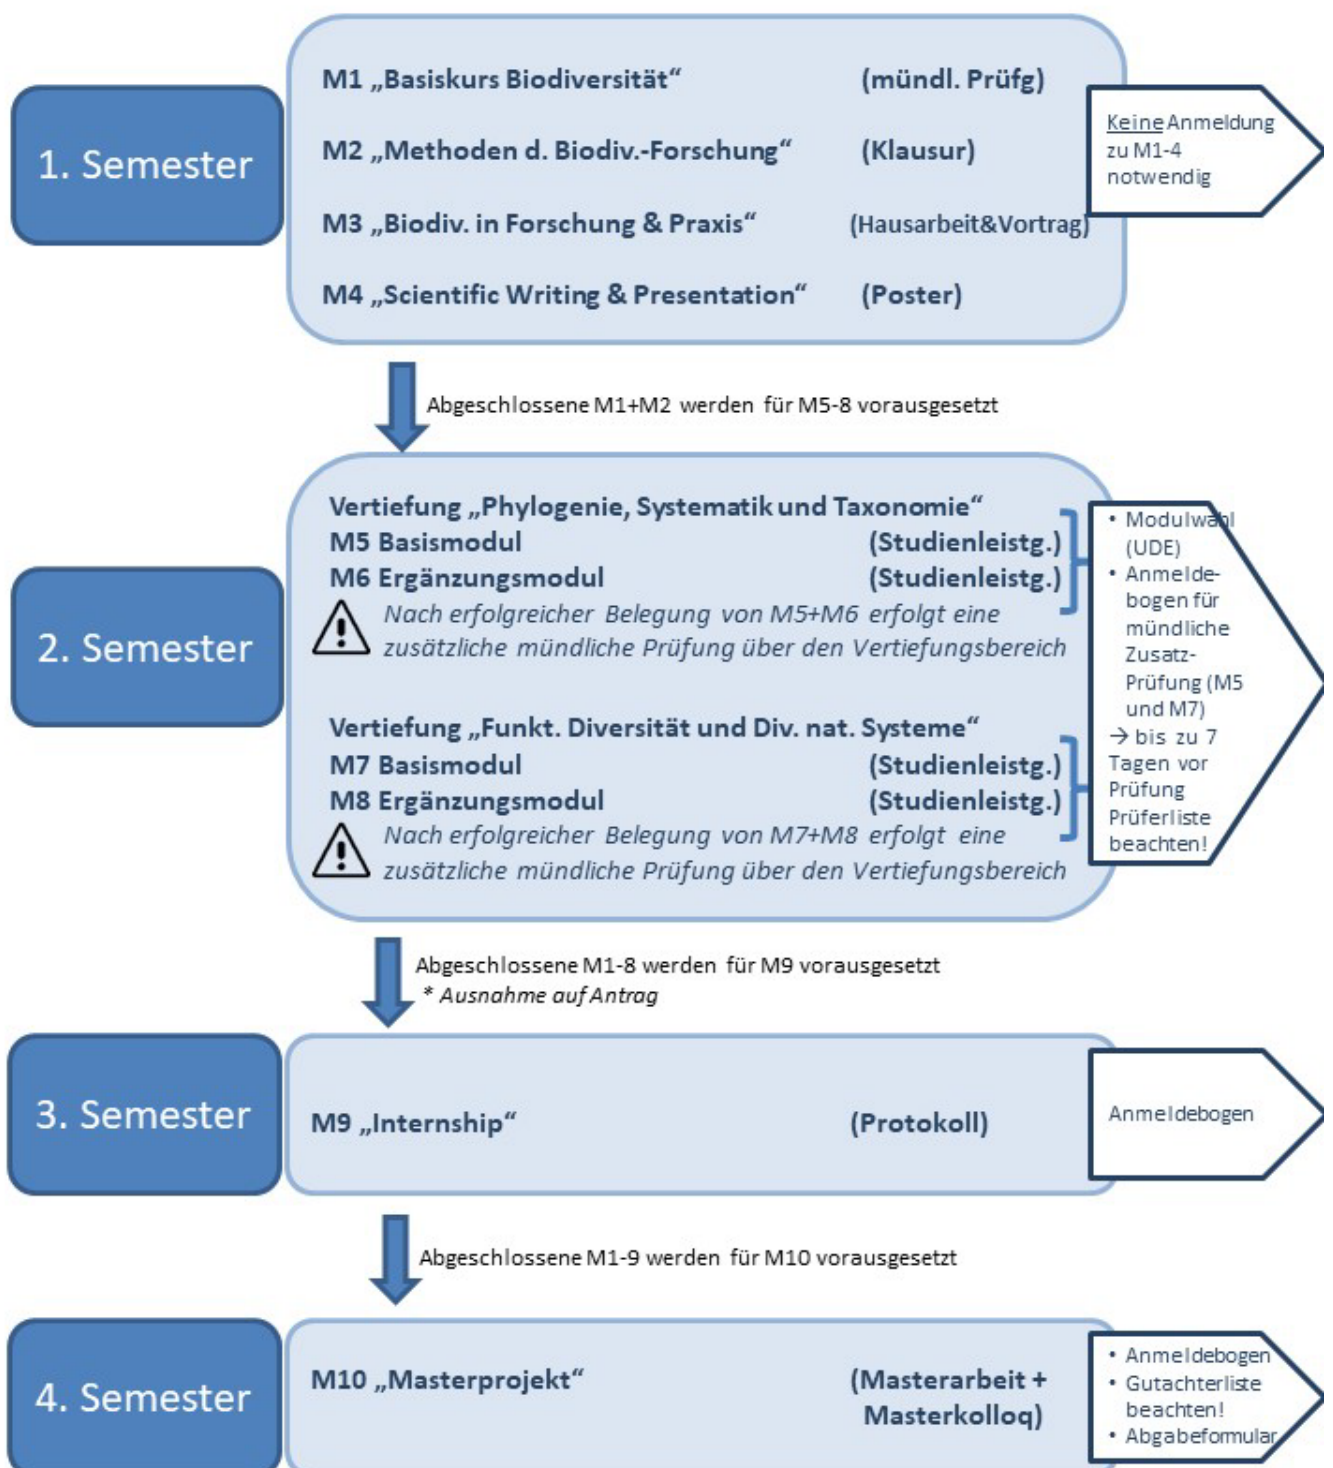 1. Semester
M1 „Basiskurs Biodiversität“ (mündl. Prüfg)
M2 „Methoden d. Biodiv.-Forschung“ (Klausur)
M3 „Biodiv. in Forschung & Praxis“ (Hausarbeit&Vortrag)
M4 „Scientific Writing & Presentation“ (Poster)
Keine Anmeldung
zu M1-4
notwendig
Abgeschlossene M1+M2 werden für M5-8 vorausgesetzt
2. Semester
Vertiefung „Phylogenie, Systematik und Taxonomie“
M5 Basismodul (Studienleistg.)
M6 Ergänzungsmodul (Studienleistg.)
Nach erfolgreicher Belegung von M5+M6 erfolgt eine
zusätzliche mündliche Prüfung über den Vertiefungsbereich
Vertiefung „Funkt. Diversität und Div. nat. Systeme“
M7 Basismodul (Studienleistg.)
M8 Ergänzungsmodul (Studienleistg.)
Nach erfolgreicher Belegung von M7+M8 erfolgt eine
zusätzliche mündliche Prüfung über den Vertiefungsbereich
• Modulwahl
(UDE)
• Anmelde-
bogen für
mündliche
Zusatz-
Prüfung (M5
und M7)
→ bis zu 7
Tagen vor
Prüfung
Prüferliste
beachten!
Abgeschlossene M1-8 werden für M9 vorausgesetzt
* Ausnahme auf Antrag
3. Semester
M9 „Internship“ (Protokoll)
Anmeldebogen
Abgeschlossene M1-9 werden für M10 vorausgesetzt
4. Semester
M10 „Masterprojekt“ (Masterarbeit +
Masterkolloq)
• Anmeldebogen
• Gutachterliste
beachten!
• Abgabeformular